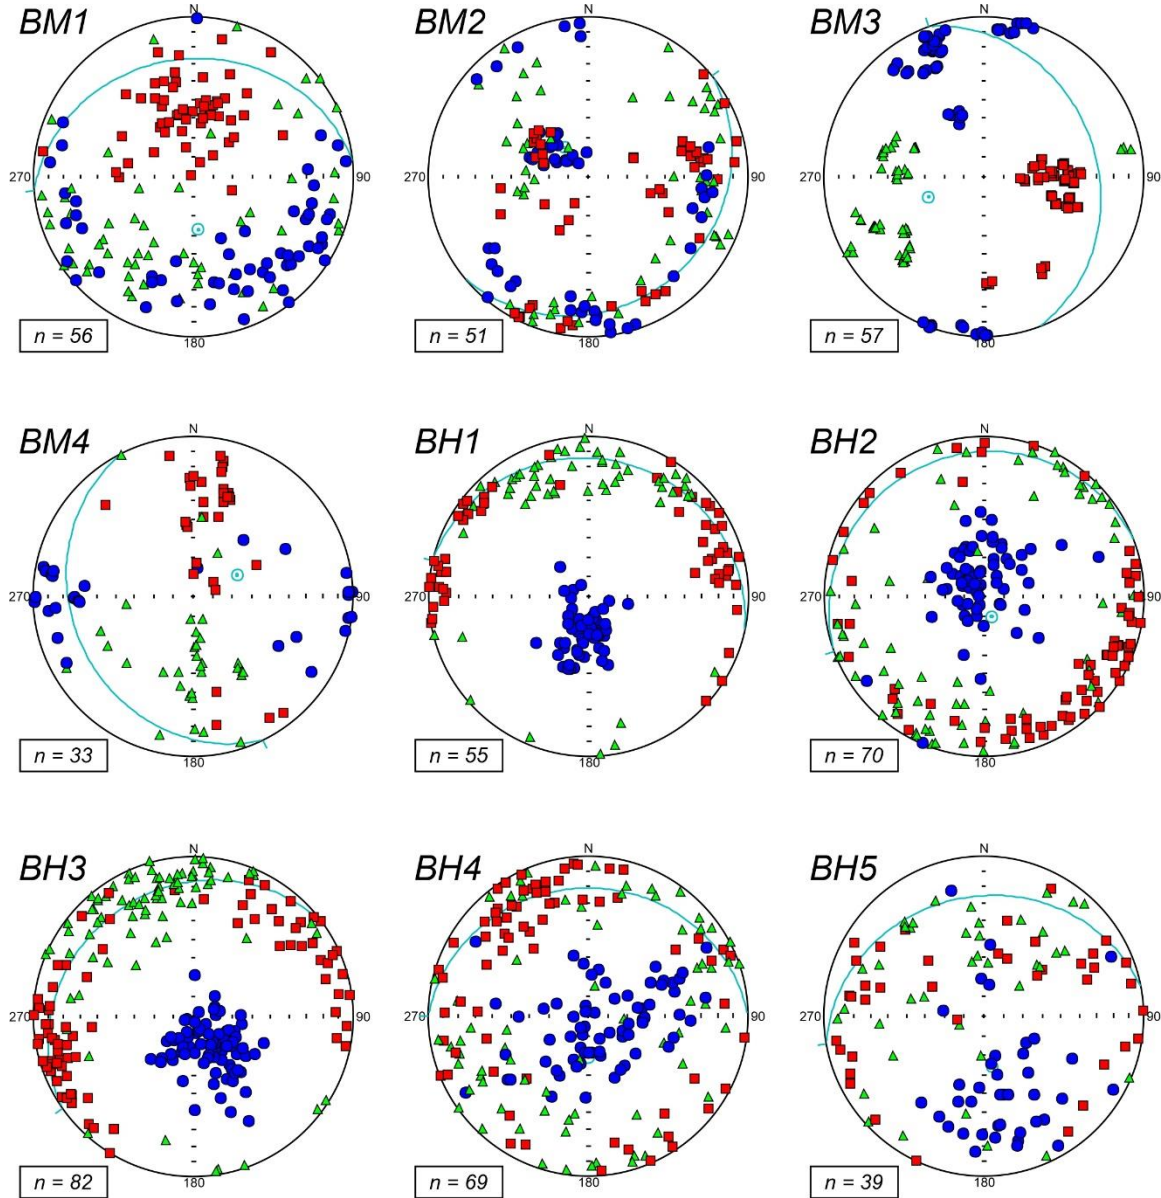 BM1
N
270
90
n = 56
BM2
N
270
90
n = 51
180
BM3
N
270
90
n = 57
180
180
BM4
N
270
90
n = 33
180
BH1
N
270
90
n = 55
180
BH2
N
270
90
n = 70
180
BH3
N
270
90
n = 82
180
BH4
N
270
90
n = 69
180
BH5
N
270
90
n = 39
180